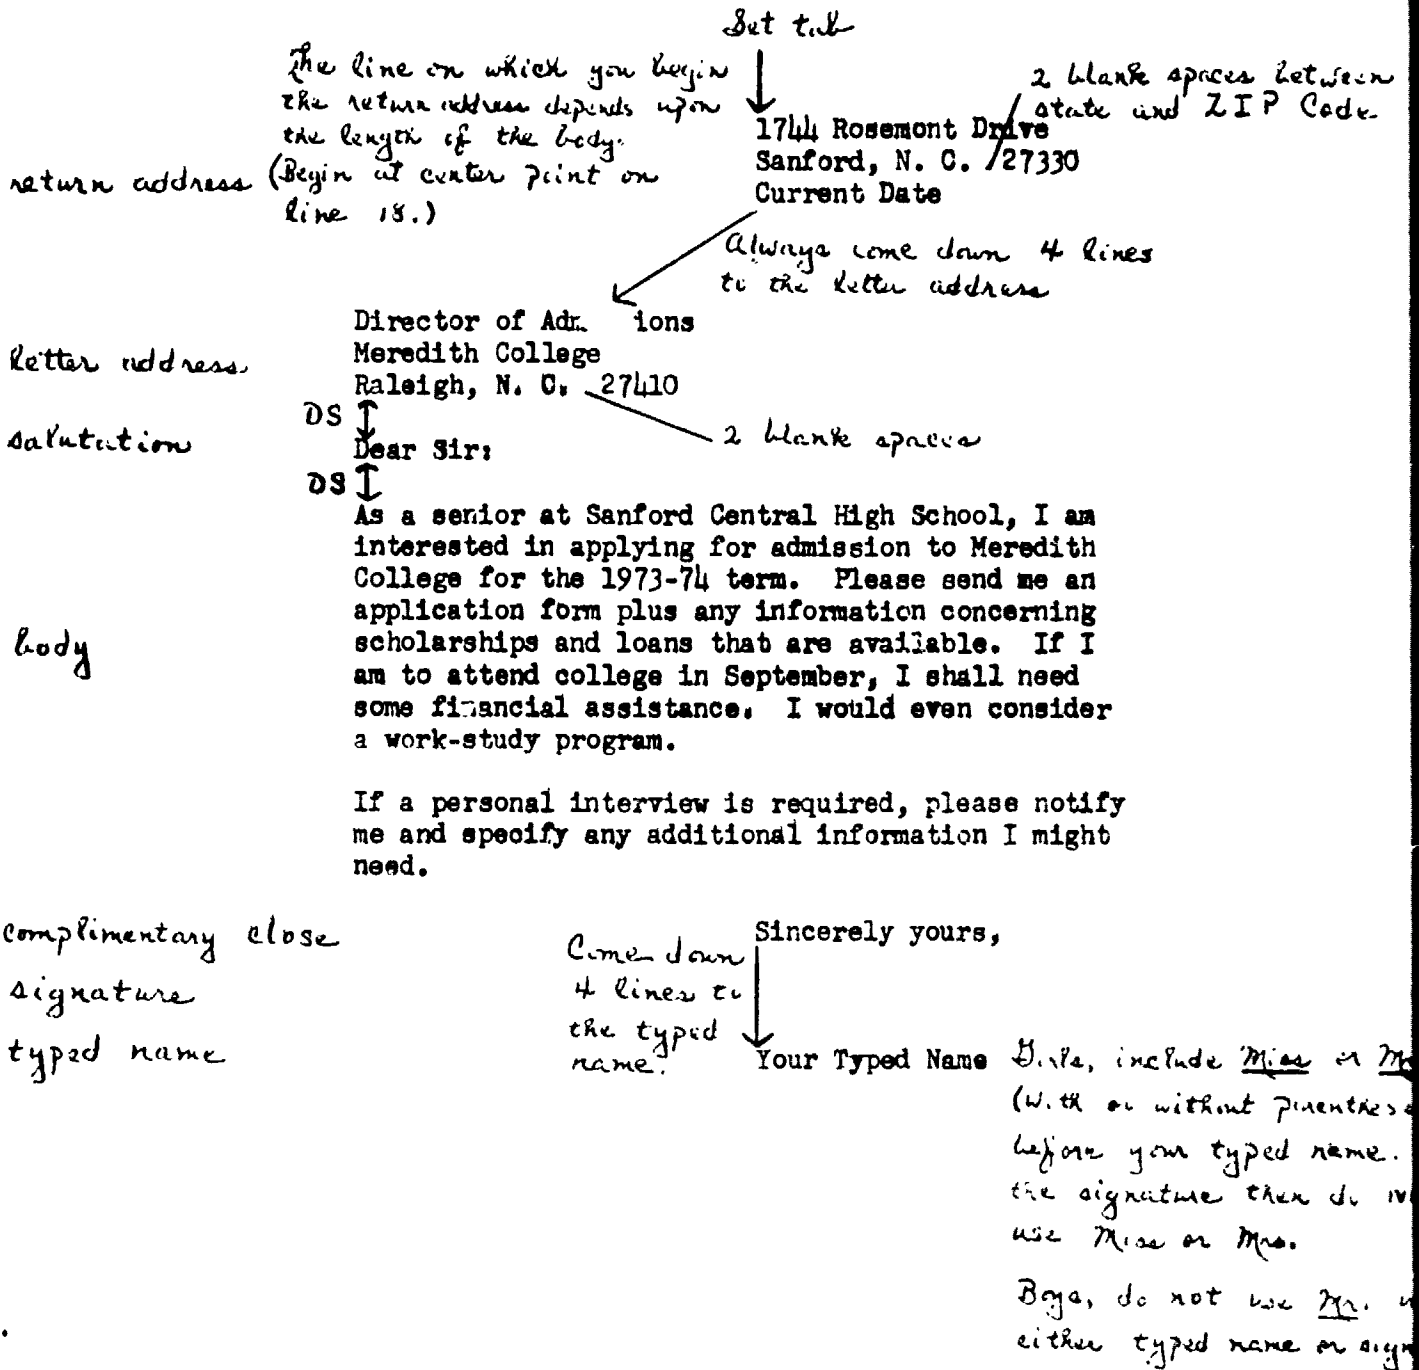 Set tab
The line on which you begin
the return address depends upon
the length of the body.
(Begin at center point on
line 18.)
2 blank spaces between
state and ZIP Code
return address
1744 Rosemont Drive
Sanford, N. C.  27330
Current Date
Always come down 4 lines
to the letter address
letter address
Director of Adm ions
Meredith College
Raleigh, N. C.  27410
DS
2 blank spaces
salutation
Dear Sir:
DS
body
As a senior at Sanford Central High School, I am
interested in applying for admission to Meredith
College for the 1973-74 term.  Please send me an
application form plus any information concerning
scholarships and loans that are available.  If I
am to attend college in September, I shall need
some financial assistance.  I would even consider
a work-study program.
If a personal interview is required, please notify
me and specify any additional information I might
need.
complimentary close
Sincerely yours,
signature
Come down
4 lines to
the typed
name.
typed name
Your Typed Name
Girls, include Miss or
(With or without
before your typed name.
the signature then do
use Miss or Mrs.
Boys, do not use Mr.
either typed name or